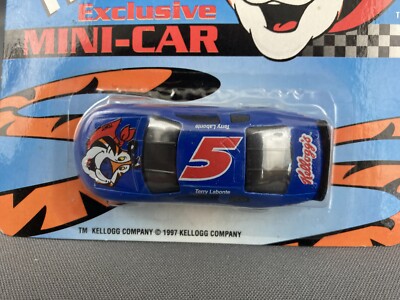 Exclusive
MINI-CAR
Terry Labonte
5
Kellogg's
Terry Labonte
TM KELLOGG COMPANY © 1997 KELLOGG COMPANY